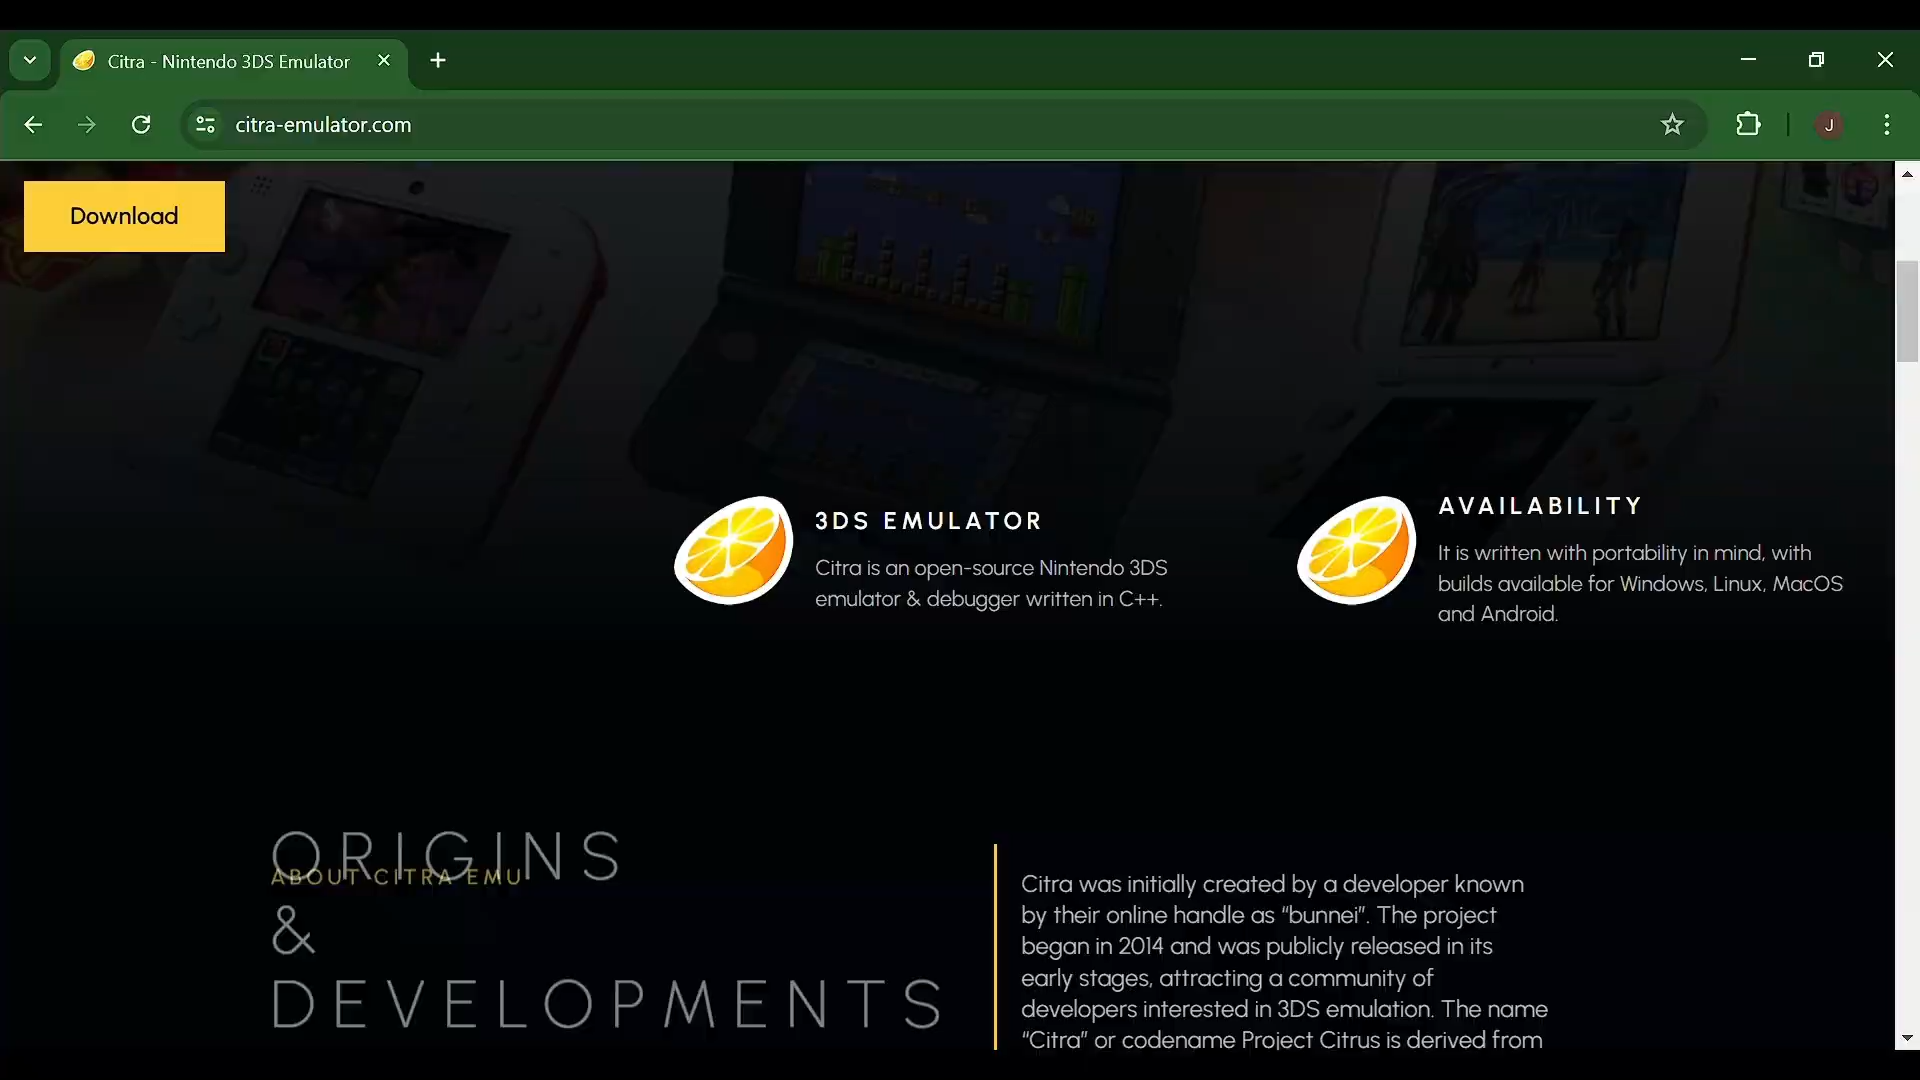 Citra - Nintendo 3DS Emulator
citra-emulator.com
J
Download
3DS EMULATOR
Citra is an open-source Nintendo 3DS
emulator & debugger written in C++.
AVAILABILITY
It is written with portability in mind, with
builds available for Windows, Linux, MacOS
and Android.
ORIGINS
ABOUT CITRA EMU
&
DEVELOPMENTS
Citra was initially created by a developer known
by their online handle as “bunnei”. The project
began in 2014 and was publicly released in its
early stages, attracting a community of
developers interested in 3DS emulation. The name
“Citra” or codename Project Citrus is derived from